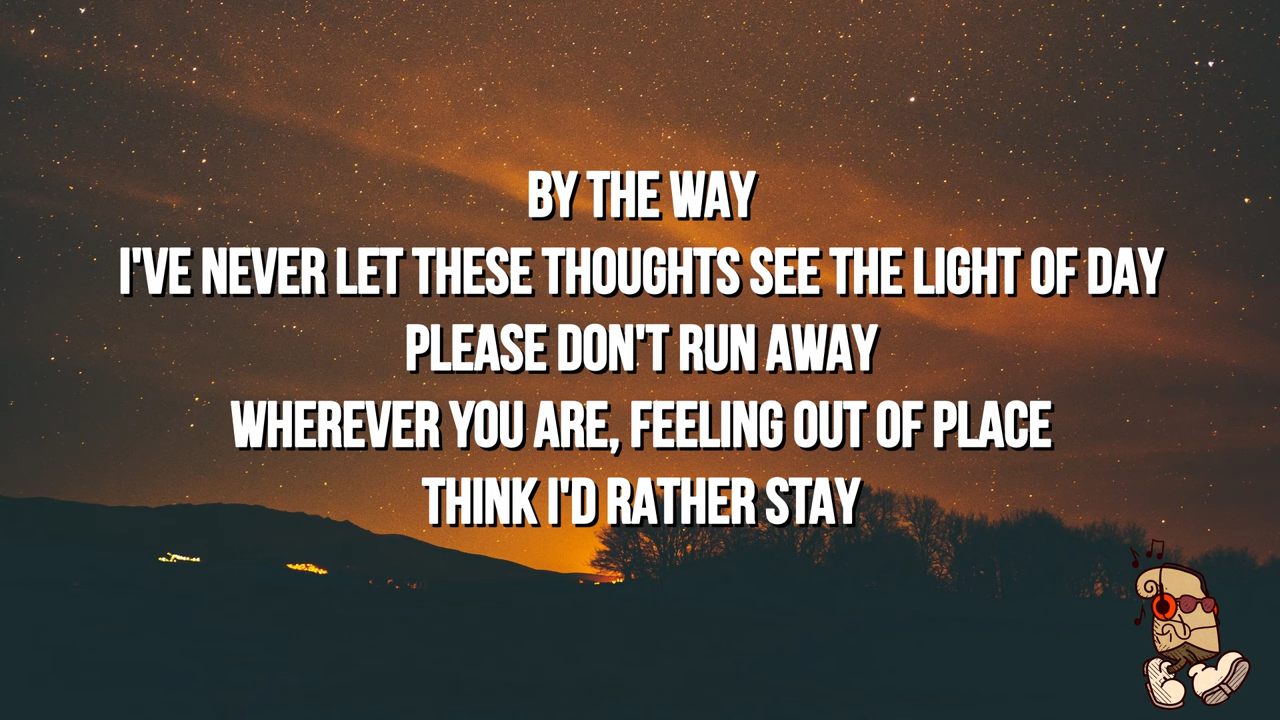 BY THE WAY
I'VE NEVER LET THESE THOUGHTS SEE THE LIGHT OF DAY
PLEASE DON'T RUN AWAY
WHEREVER YOU ARE, FEELING OUT OF PLACE
THINK I'D RATHER STAY